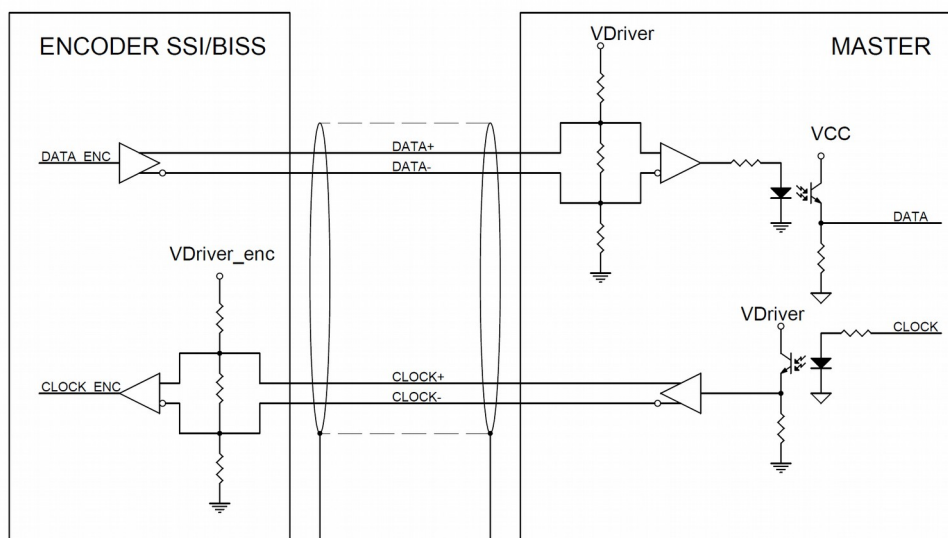 ENCODER SSI/BISS
VDriver
MASTER
VCC
DATA_ENC
DATA+
DATA-
DATA
VDriver_enc
VDriver
CLOCK
CLOCK_ENC
CLOCK+
CLOCK-